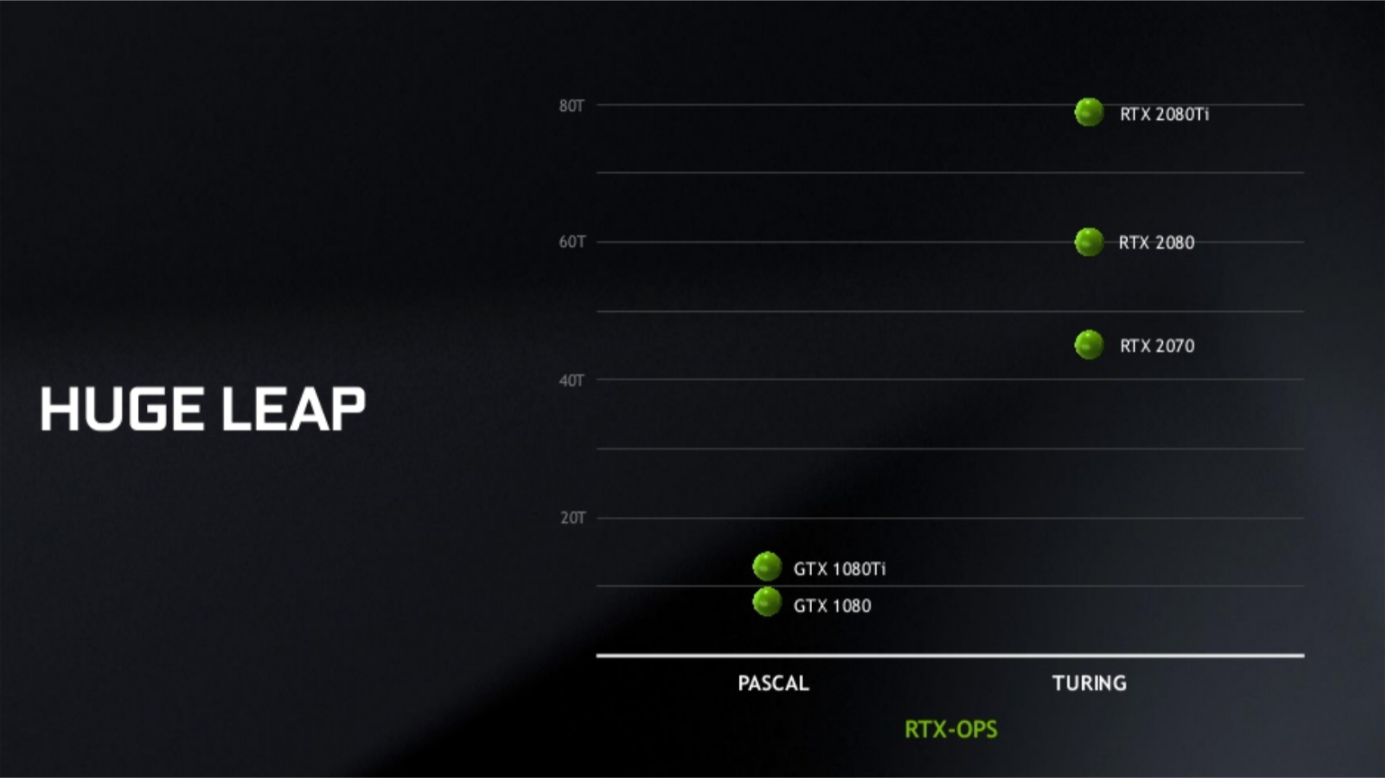 HUGE LEAP
80T
60T
40T
20T
RTX 2080Ti
RTX 2080
RTX 2070
GTX 1080Ti
GTX 1080
PASCAL
TURING
RTX-OPS